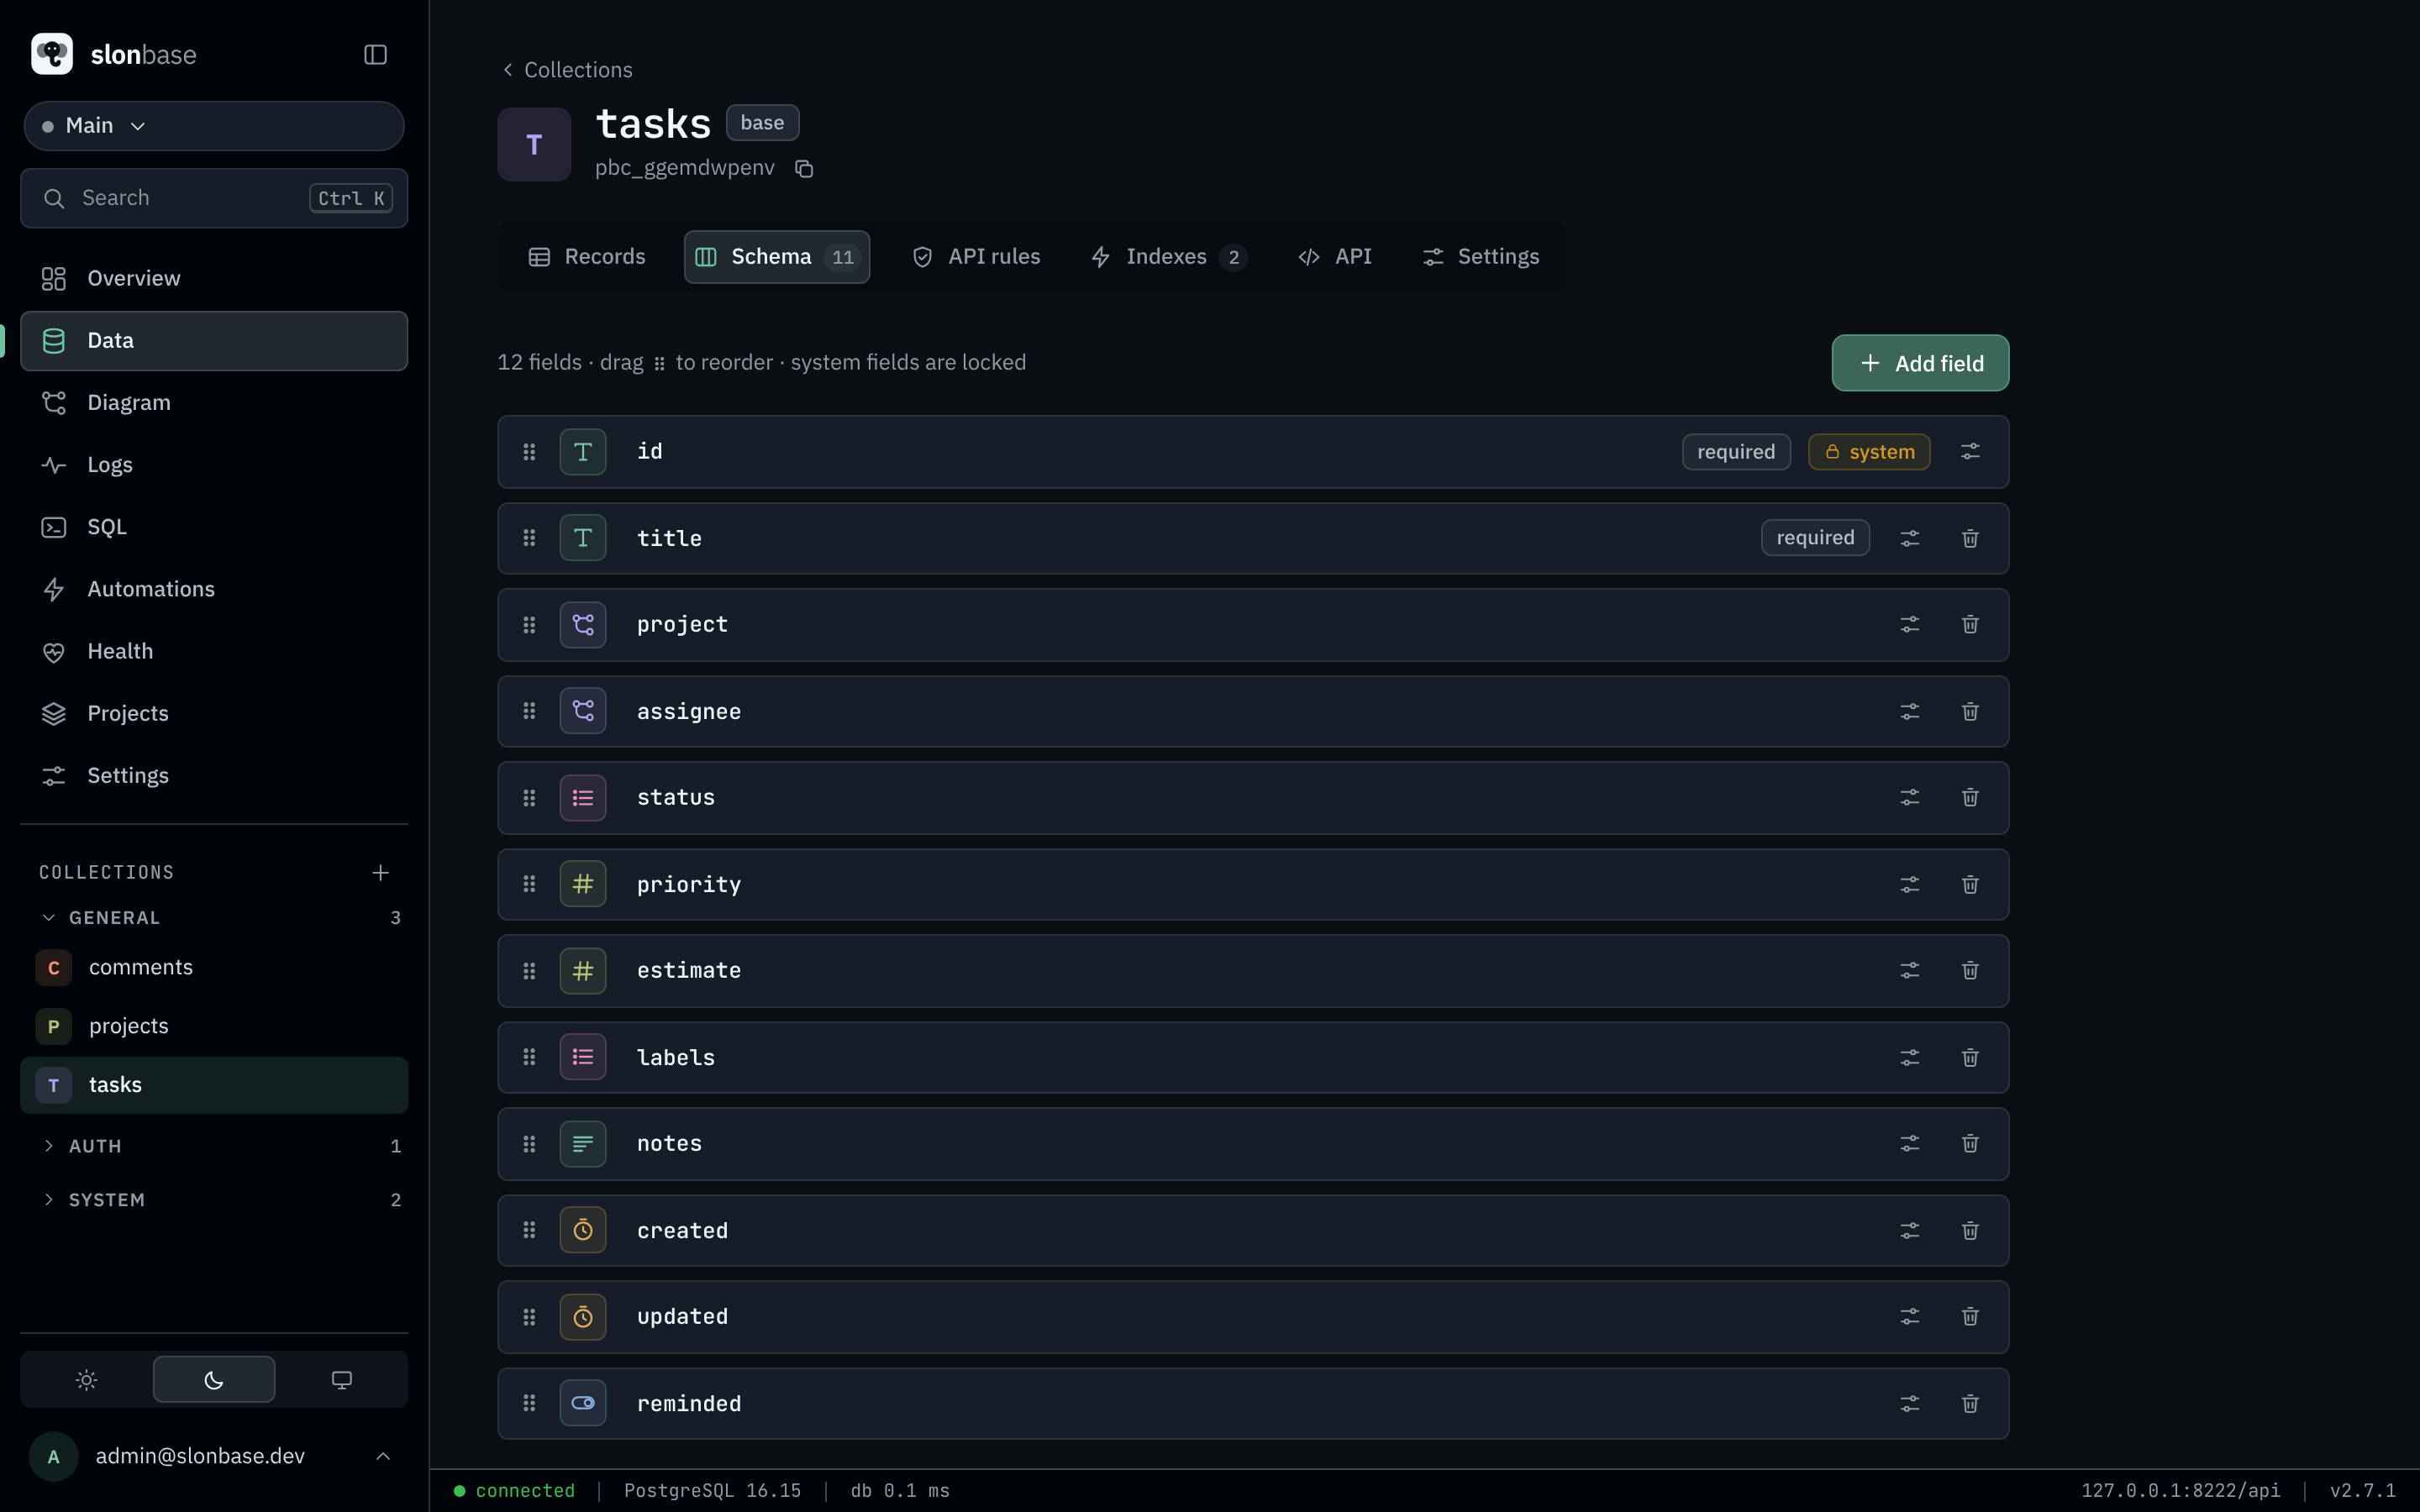 slonbase
Main
Search Ctrl K
Overview
Data
Diagram
Logs
SQL
Automations
Health
Projects
Settings
COLLECTIONS
GENERAL 3
C comments
P projects
T tasks
AUTH 1
SYSTEM 2
A admin@slonbase.dev
Collections
T tasks base
pbc_ggemdwpenv
Records Schema 11 API rules Indexes 2 API Settings
12 fields · drag to reorder · system fields are locked
Add field
id required system
title required
project
assignee
status
priority
estimate
labels
notes
created
updated
reminded
connected | PostgreSQL 16.15 | db 0.1 ms
127.0.0.1:8222/api | v2.7.1